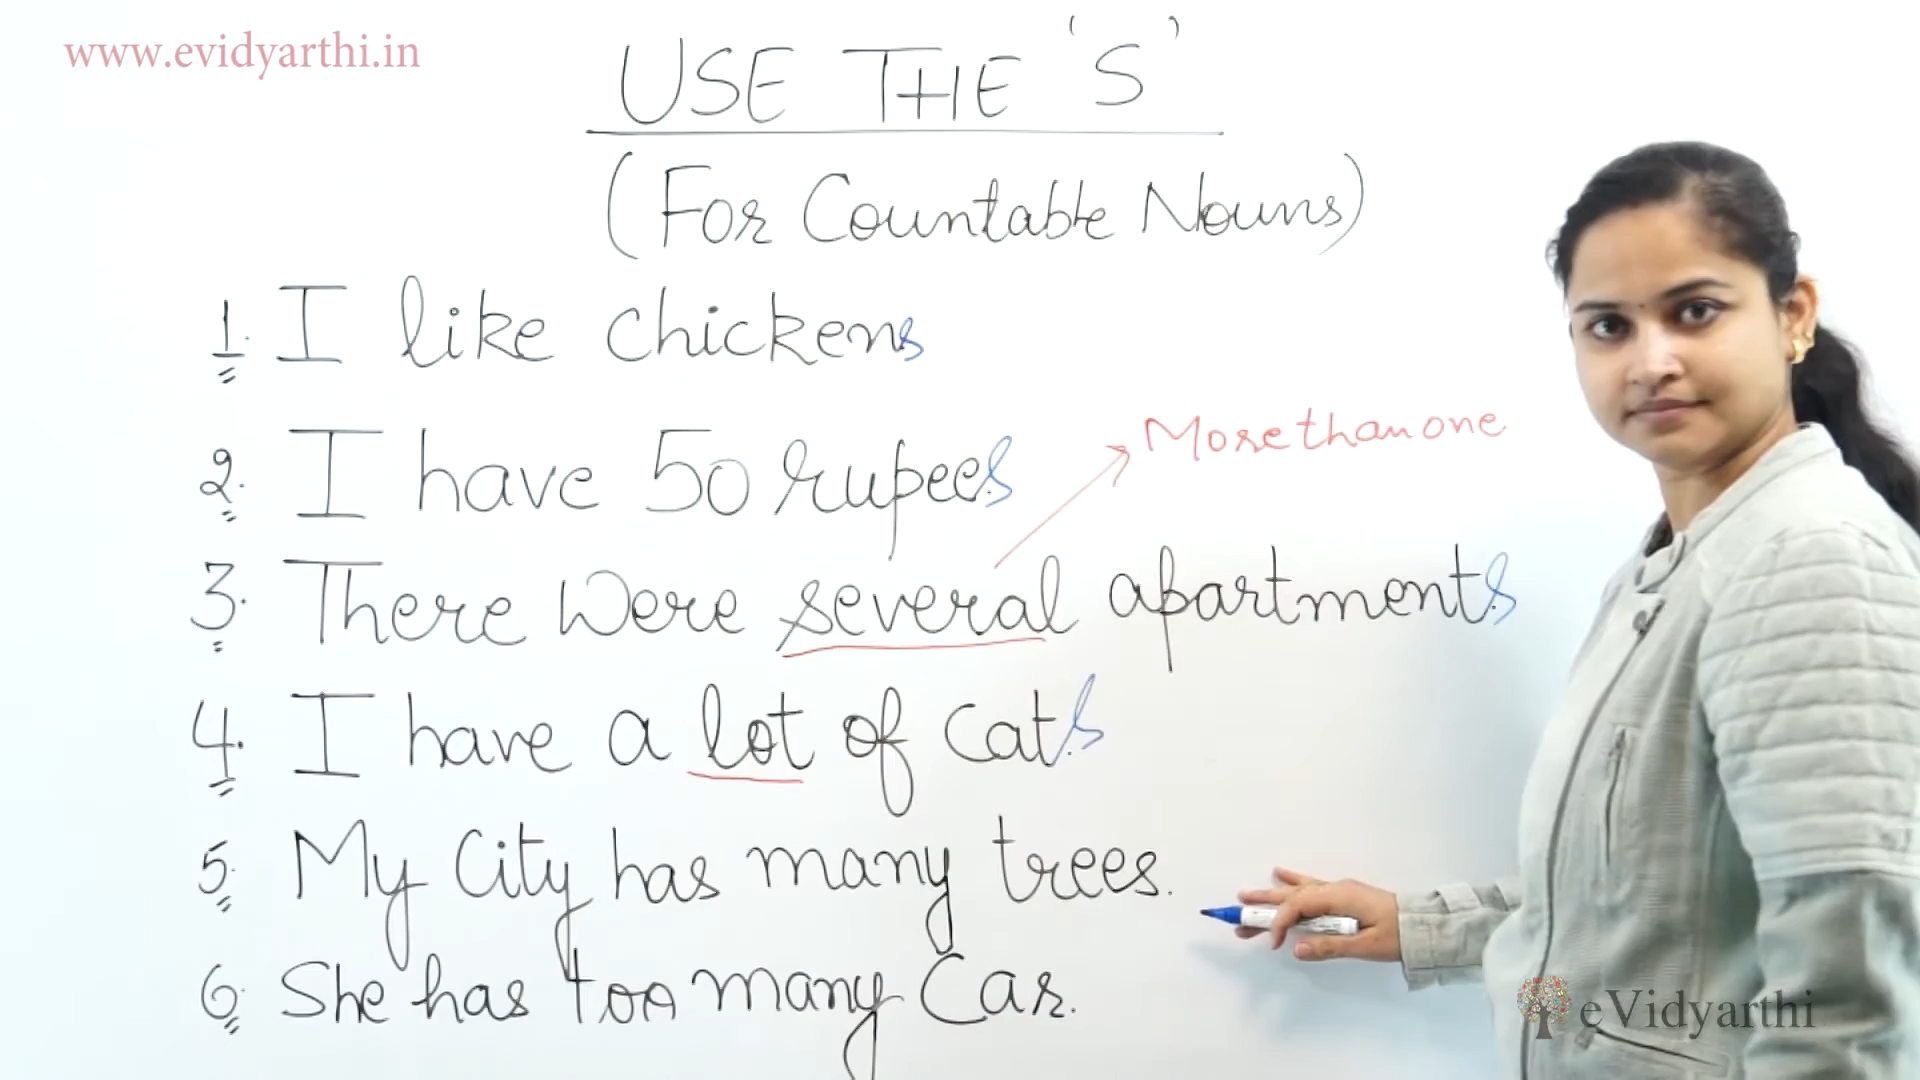 www.evidyarthi.in
USE THE 'S'
(For Countable Nouns)
1. I like chickens
2. I have 50 rupees.
More than one
3. There were several apartments.
4. I have a lot of cats.
5. My City has many trees.
6. She has too many Car.
eVidyarthi